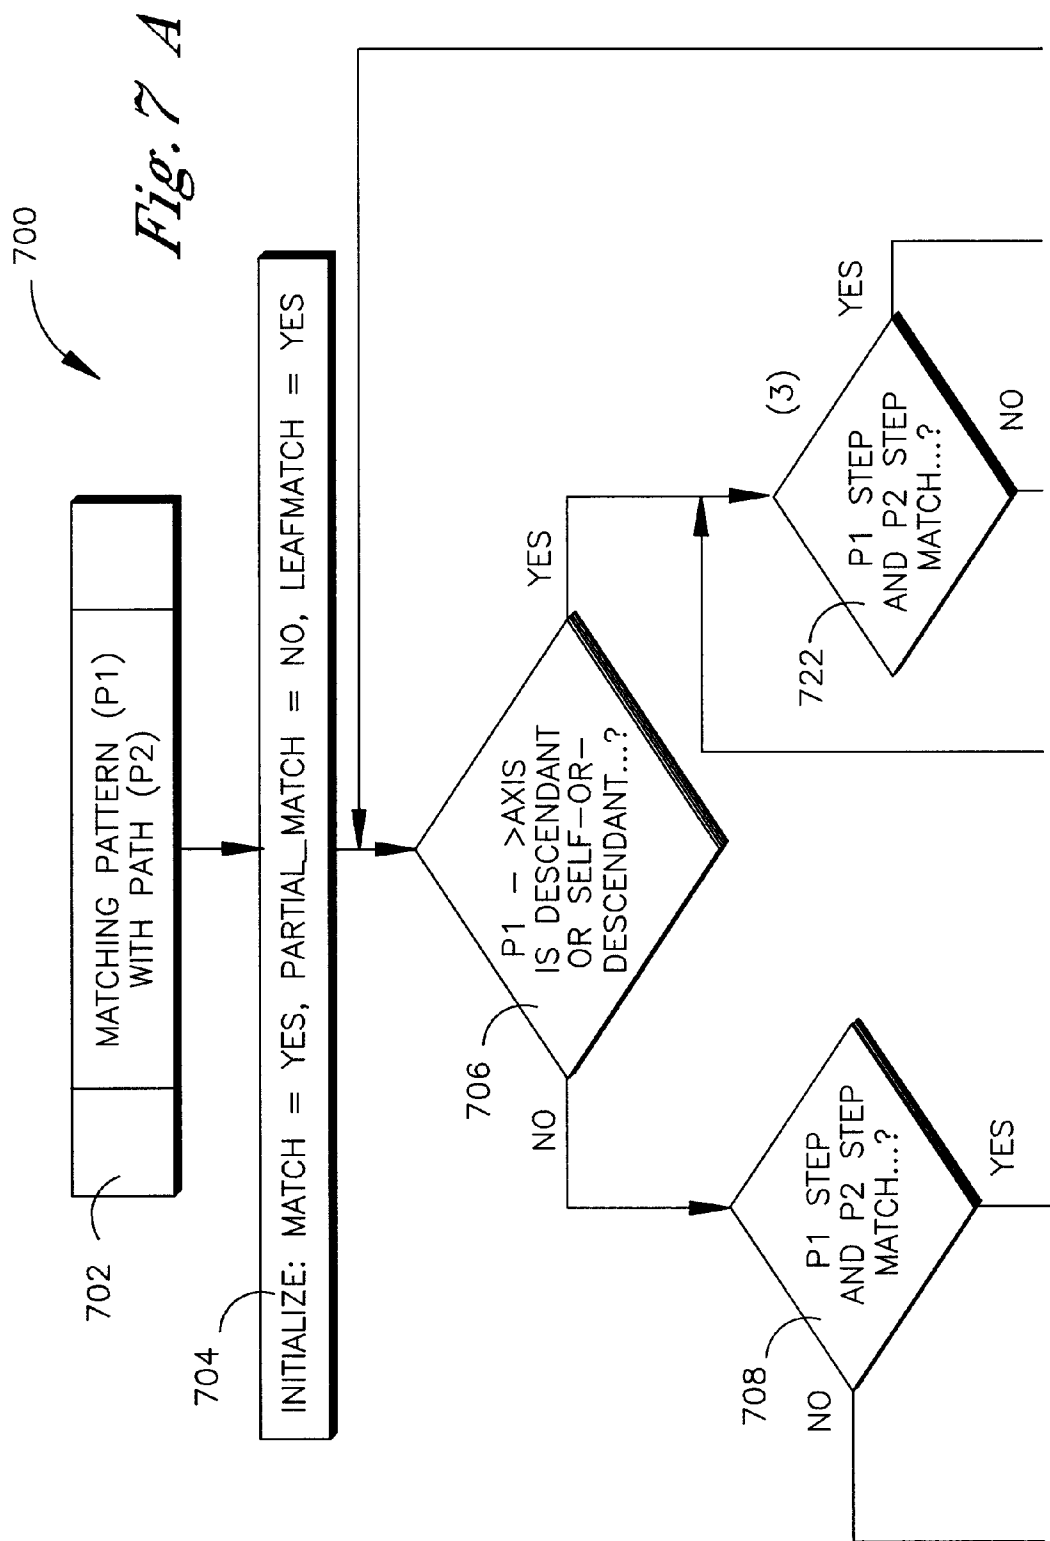 700
Fig. 7 A
702
MATCHING PATTERN (P1)
WITH PATH (P2)
704
INITIALIZE: MATCH = YES, PARTIAL_MATCH = NO, LEAFMATCH = YES
706
P1 - >AXIS
IS DESCENDANT
OR SELF-OR-
DESCENDANT...?
NO
YES
708
P1 STEP
AND P2 STEP
MATCH...?
NO
YES
722
(3)
P1 STEP
AND P2 STEP
MATCH...?
YES
NO